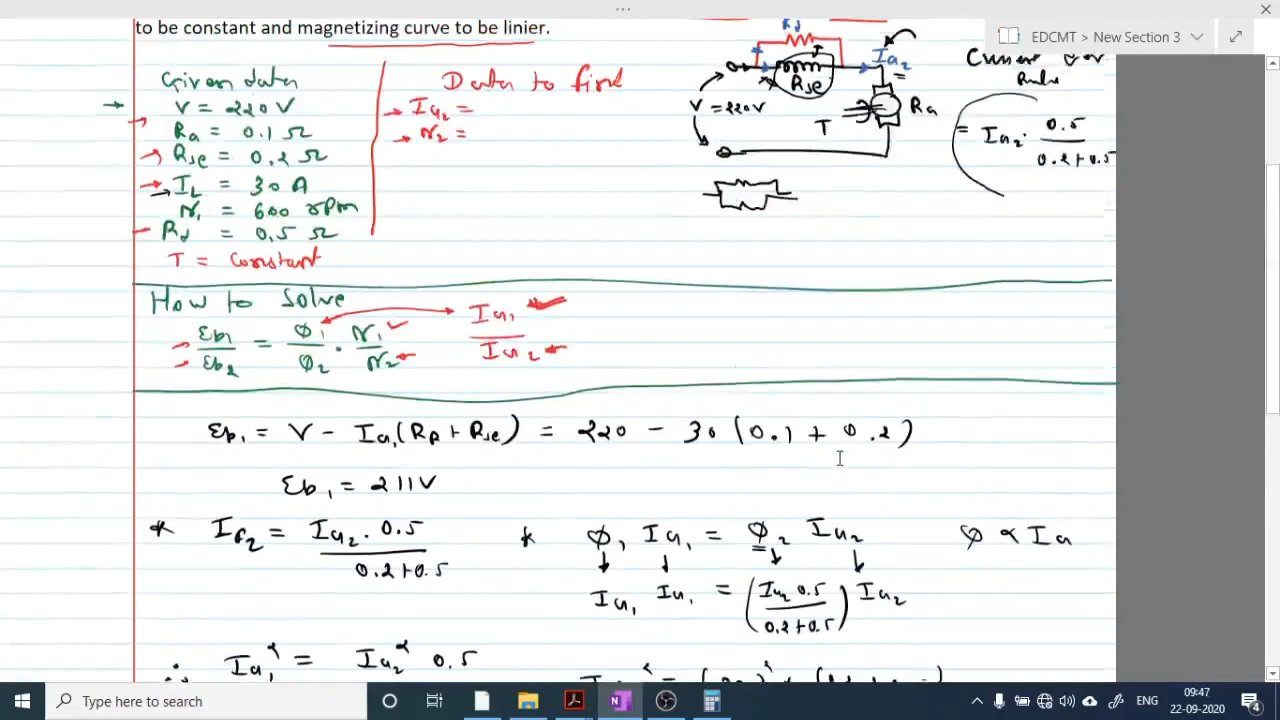 to be constant and magnetizing curve to be linier.
EDCMT > New Section 3
Given data
V = 220 V
Ra = 0.1 Ω
Rse = 0.2 Ω
IL = 30 A
N1 = 600 rpm
Rd = 0.5 Ω
T = Constant
Data to find
Ia2 =
N2 =
Rd
Ia2
Rse
V = 220V
Ra
T
Rule
= Ia2 . 0.5 / 0.2+0.5
How to solve
Eb1 / Eb2 = φ1 / φ2 . N1 / N2
Ia1 / Ia2
Eb1 = V - Ia1 (Ra + Rse) = 220 - 30 (0.1 + 0.2)
Eb1 = 211V
* If2 = Ia2 . 0.5 / 0.2+0.5
* φ1 Ia1 = φ2 Ia2
φ ∝ Ia
Ia1 Ia1 = (Ia2 0.5 / 0.2+0.5) Ia2
∴ Ia1² = Ia2² 0.5
Type here to search
ENG
09:47
22-09-2020
4